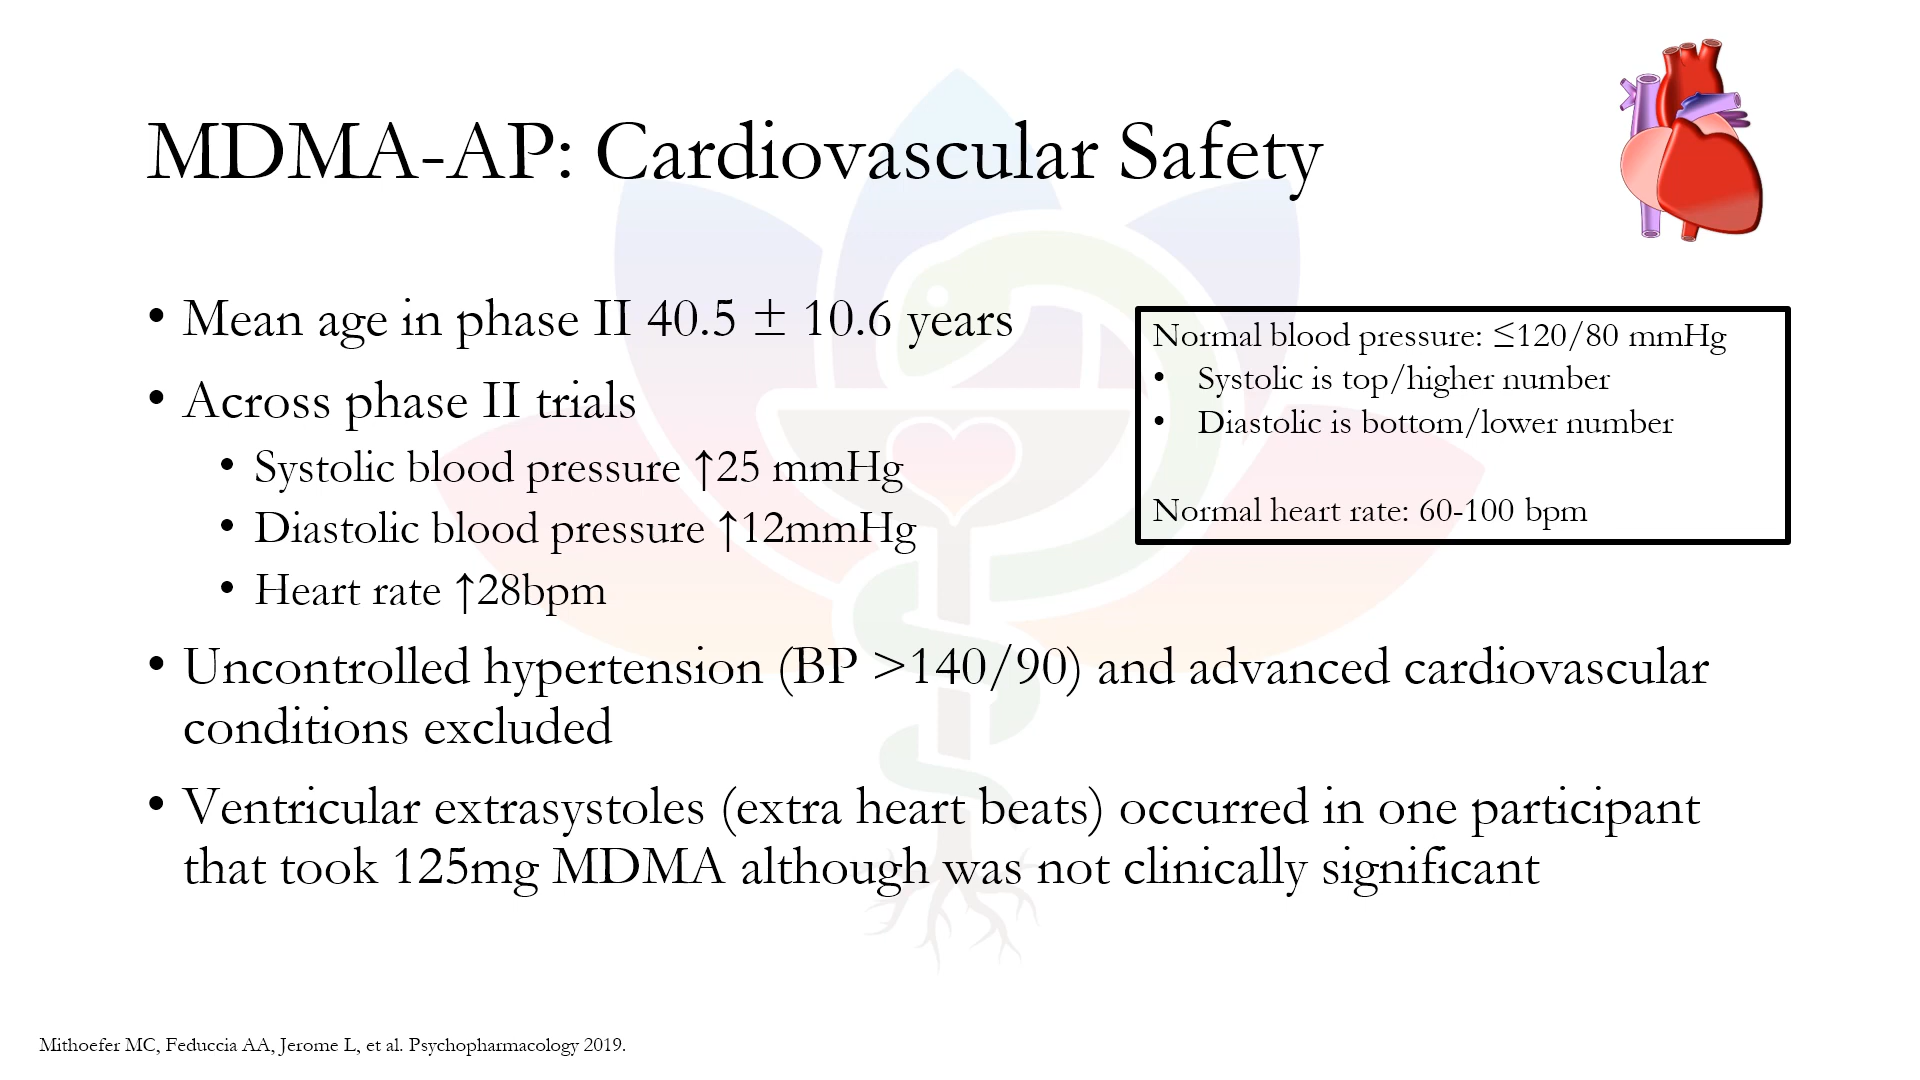 MDMA-AP: Cardiovascular Safety
• Mean age in phase II 40.5 ± 10.6 years
• Across phase II trials
• Systolic blood pressure ↑25 mmHg
• Diastolic blood pressure ↑12mmHg
• Heart rate ↑28bpm
• Uncontrolled hypertension (BP >140/90) and advanced cardiovascular
conditions excluded
• Ventricular extrasystoles (extra heart beats) occurred in one participant
that took 125mg MDMA although was not clinically significant
Normal blood pressure: ≤120/80 mmHg
• Systolic is top/higher number
• Diastolic is bottom/lower number
Normal heart rate: 60-100 bpm
Mithoefer MC, Feduccia AA, Jerome L, et al. Psychopharmacology 2019.